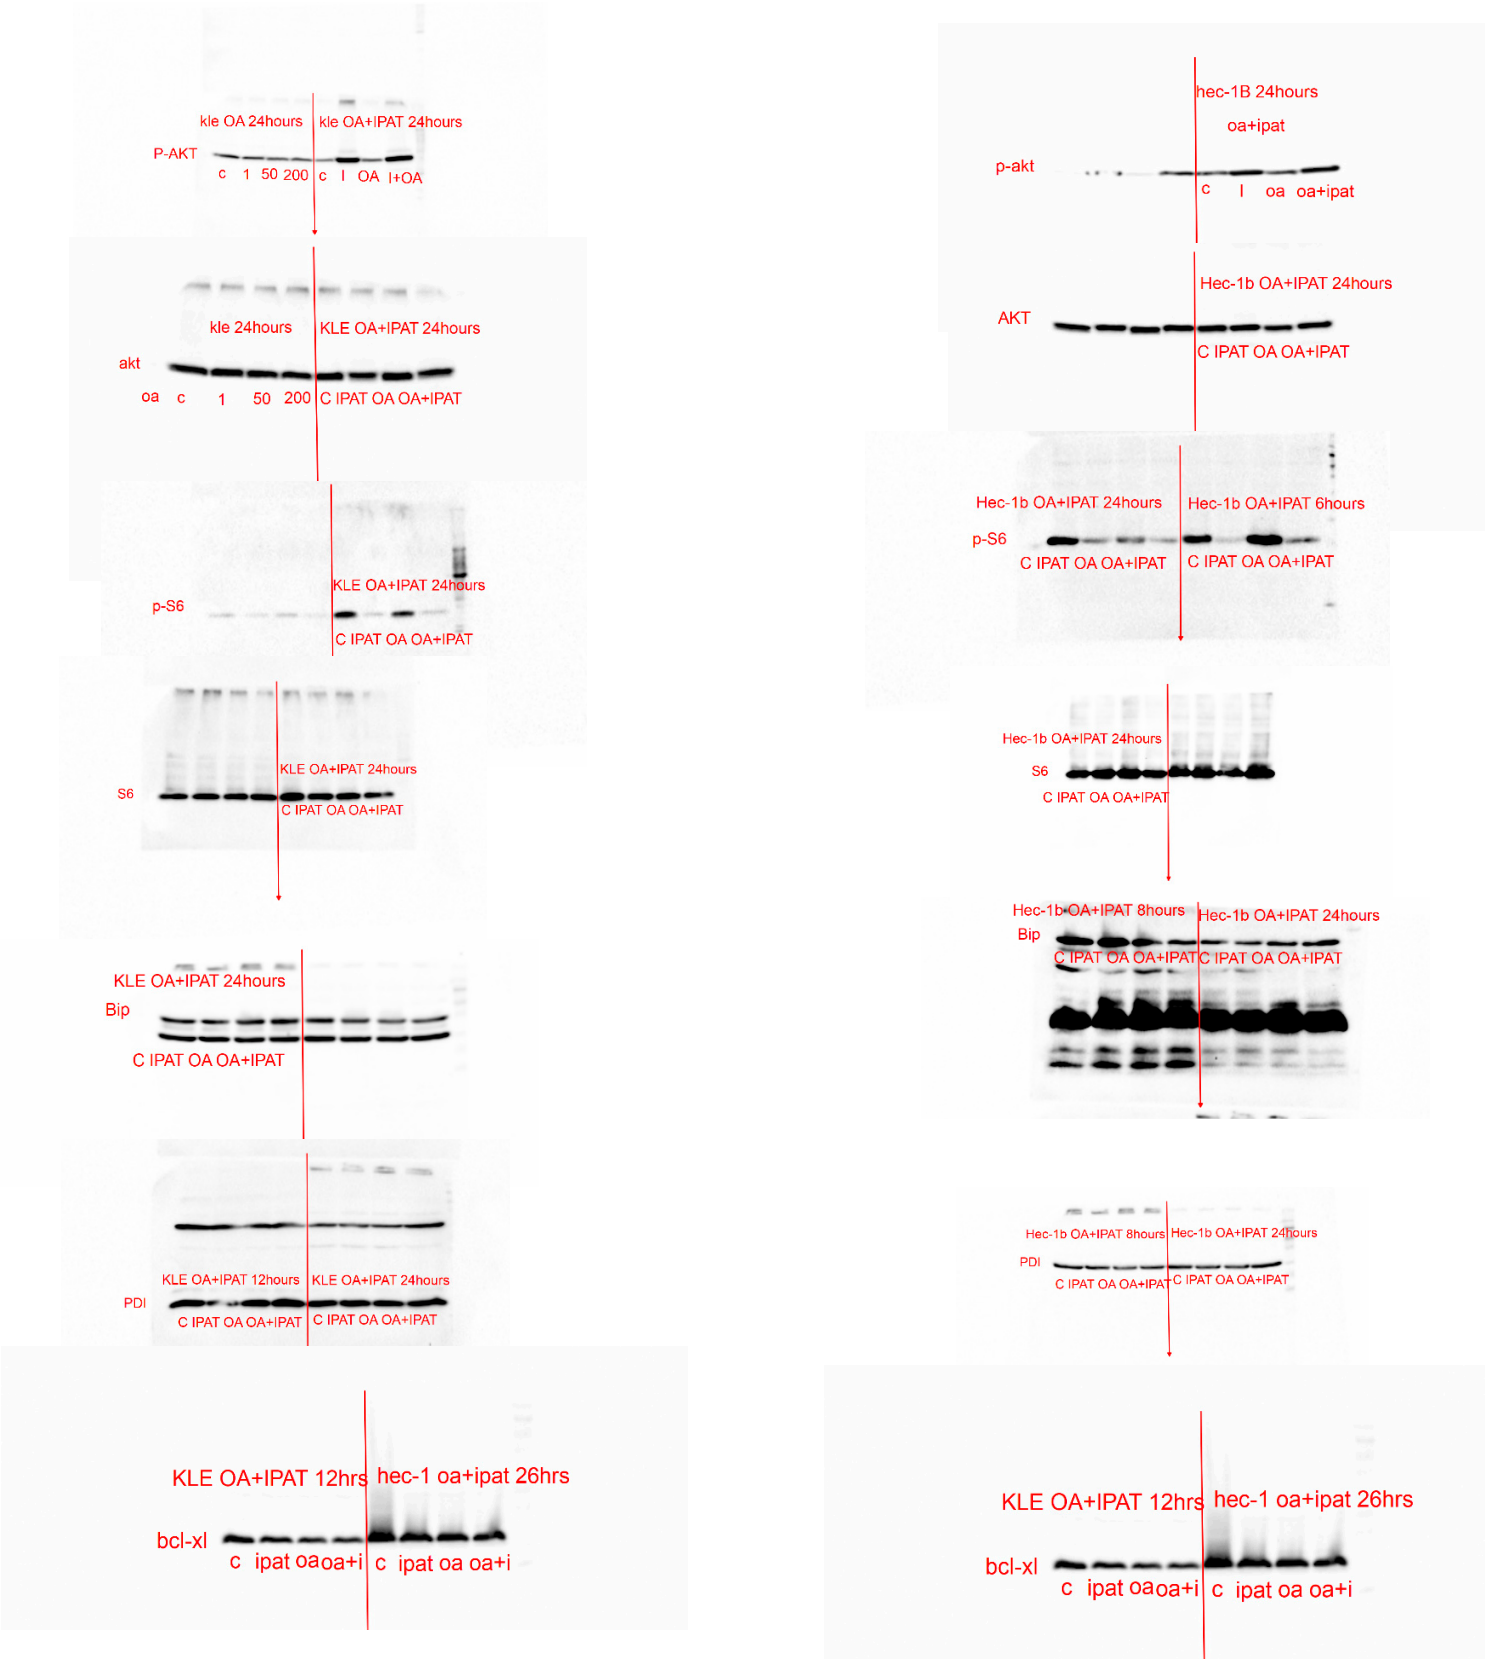 kle OA 24hours kle OA+IPAT 24hours
P-AKT
c 1 50 200 c I OA I+OA
kle 24hours KLE OA+IPAT 24hours
akt
oa c 1 50 200 C IPAT OA OA+IPAT
KLE OA+IPAT 24hours
p-S6
C IPAT OA OA+IPAT
KLE OA+IPAT 24hours
S6
C IPAT OA OA+IPAT
KLE OA+IPAT 24hours
Bip
C IPAT OA OA+IPAT
KLE OA+IPAT 12hours KLE OA+IPAT 24hours
PDI
C IPAT OA OA+IPAT C IPAT OA OA+IPAT
KLE OA+IPAT 12hrs hec-1 oa+ipat 26hrs
bcl-xl
c ipat oa oa+i c ipat oa oa+i
hec-1B 24hours
oa+ipat
p-akt
c I oa oa+ipat
Hec-1b OA+IPAT 24hours
AKT
C IPAT OA OA+IPAT
Hec-1b OA+IPAT 24hours Hec-1b OA+IPAT 6hours
p-S6
C IPAT OA OA+IPAT C IPAT OA OA+IPAT
Hec-1b OA+IPAT 24hours
S6
C IPAT OA OA+IPAT
Hec-1b OA+IPAT 8hours Hec-1b OA+IPAT 24hours
Bip
C IPAT OA OA+IPAT C IPAT OA OA+IPAT
Hec-1b OA+IPAT 8hours Hec-1b OA+IPAT 24hours
PDI
C IPAT OA OA+IPAT C IPAT OA OA+IPAT
KLE OA+IPAT 12hrs hec-1 oa+ipat 26hrs
bcl-xl
c ipat oa oa+i c ipat oa oa+i